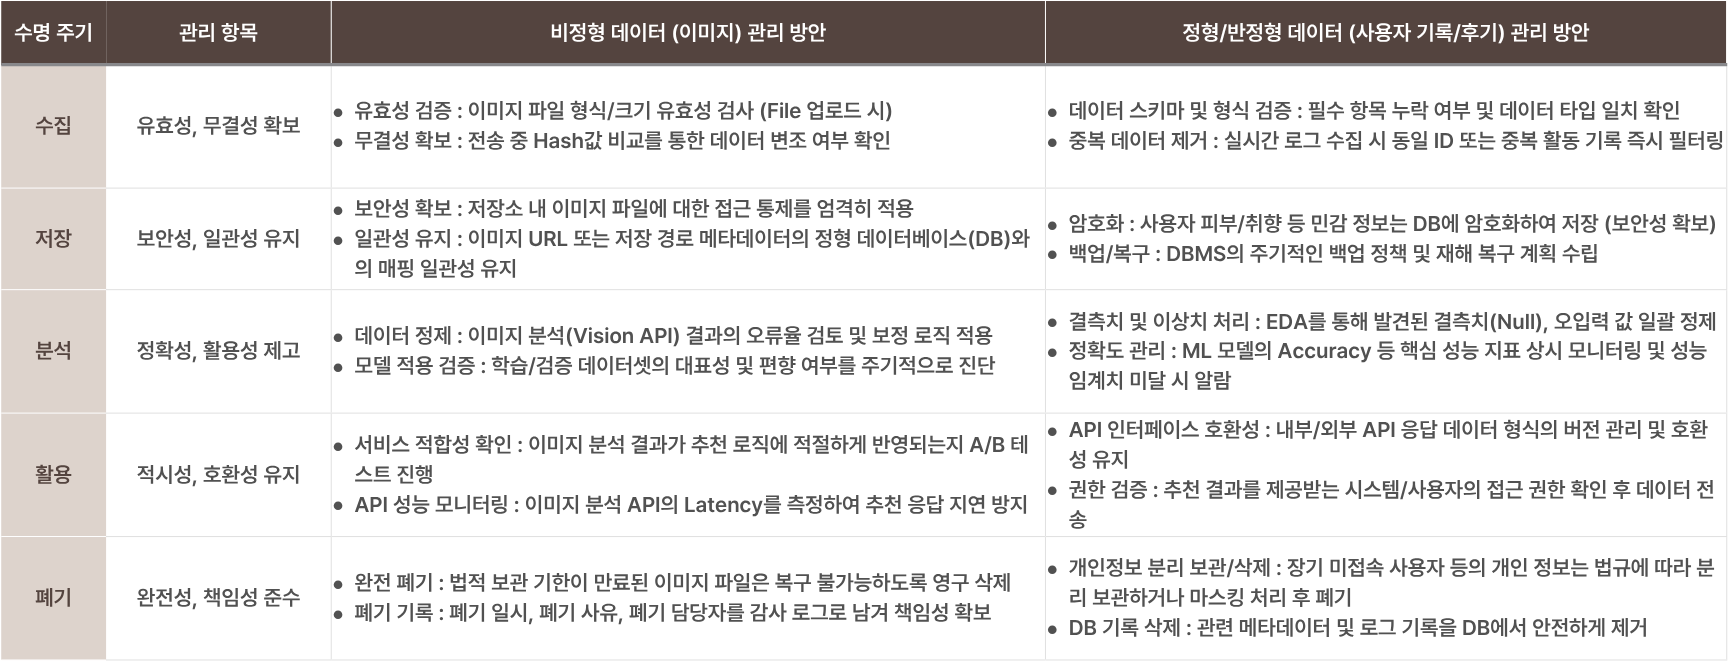 수명 주기
관리 항목
비정형 데이터 (이미지) 관리 방안
정형/반정형 데이터 (사용자 기록/후기) 관리 방안
수집
유효성, 무결성 확보
● 유효성 검증 : 이미지 파일 형식/크기 유효성 검사 (File 업로드 시)
● 무결성 확보 : 전송 중 Hash값 비교를 통한 데이터 변조 여부 확인
● 데이터 스키마 및 형식 검증 : 필수 항목 누락 여부 및 데이터 타입 일치 확인
● 중복 데이터 제거 : 실시간 로그 수집 시 동일 ID 또는 중복 활동 기록 즉시 필터링
저장
보안성, 일관성 유지
● 보안성 확보 : 저장소 내 이미지 파일에 대한 접근 통제를 엄격히 적용
● 일관성 유지 : 이미지 URL 또는 저장 경로 메타데이터의 정형 데이터베이스(DB)와
의 매핑 일관성 유지
● 암호화 : 사용자 피부/취향 등 민감 정보는 DB에 암호화하여 저장 (보안성 확보)
● 백업/복구 : DBMS의 주기적인 백업 정책 및 재해 복구 계획 수립
분석
정확성, 활용성 제고
● 데이터 정제 : 이미지 분석(Vision API) 결과의 오류율 검토 및 보정 로직 적용
● 모델 적용 검증 : 학습/검증 데이터셋의 대표성 및 편향 여부를 주기적으로 진단
● 결측치 및 이상치 처리 : EDA를 통해 발견된 결측치(Null), 오입력 값 일괄 정제
● 정확도 관리 : ML 모델의 Accuracy 등 핵심 성능 지표 상시 모니터링 및 성능
임계치 미달 시 알람
활용
적시성, 호환성 유지
● 서비스 적합성 확인 : 이미지 분석 결과가 추천 로직에 적절하게 반영되는지 A/B 테
스트 진행
● API 성능 모니터링 : 이미지 분석 API의 Latency를 측정하여 추천 응답 지연 방지
● API 인터페이스 호환성 : 내부/외부 API 응답 데이터 형식의 버전 관리 및 호환
성 유지
● 권한 검증 : 추천 결과를 제공받는 시스템/사용자의 접근 권한 확인 후 데이터 전
송
폐기
완전성, 책임성 준수
● 완전 폐기 : 법적 보관 기한이 만료된 이미지 파일은 복구 불가능하도록 영구 삭제
● 폐기 기록 : 폐기 일시, 폐기 사유, 폐기 담당자를 감사 로그로 남겨 책임성 확보
● 개인정보 분리 보관/삭제 : 장기 미접속 사용자 등의 개인 정보는 법규에 따라 분
리 보관하거나 마스킹 처리 후 폐기
● DB 기록 삭제 : 관련 메타데이터 및 로그 기록을 DB에서 안전하게 제거